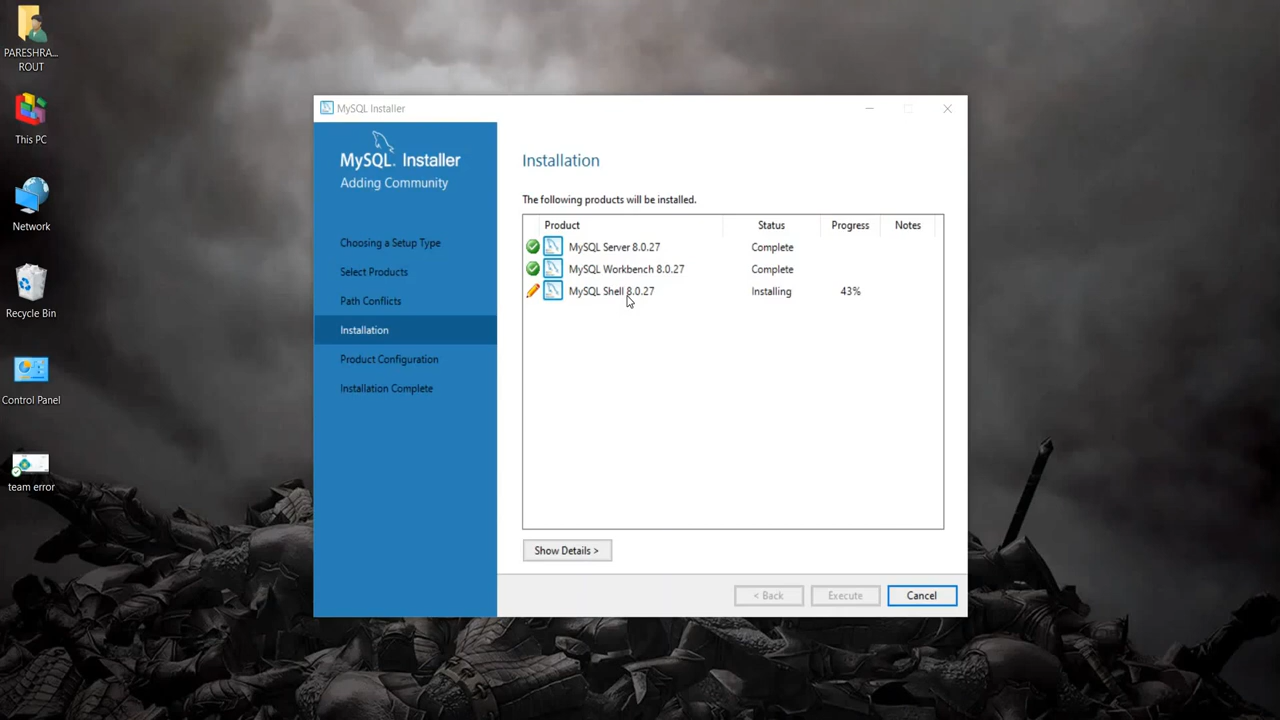 PARESHRA...
ROUT
This PC
Network
Recycle Bin
Control Panel
team error
MySQL Installer
MySQL. Installer
Adding Community
Choosing a Setup Type
Select Products
Path Conflicts
Installation
Product Configuration
Installation Complete
Installation
The following products will be installed.
Product Status Progress Notes
MySQL Server 8.0.27 Complete
MySQL Workbench 8.0.27 Complete
MySQL Shell 8.0.27 Installing 43%
Show Details >
< Back Execute Cancel